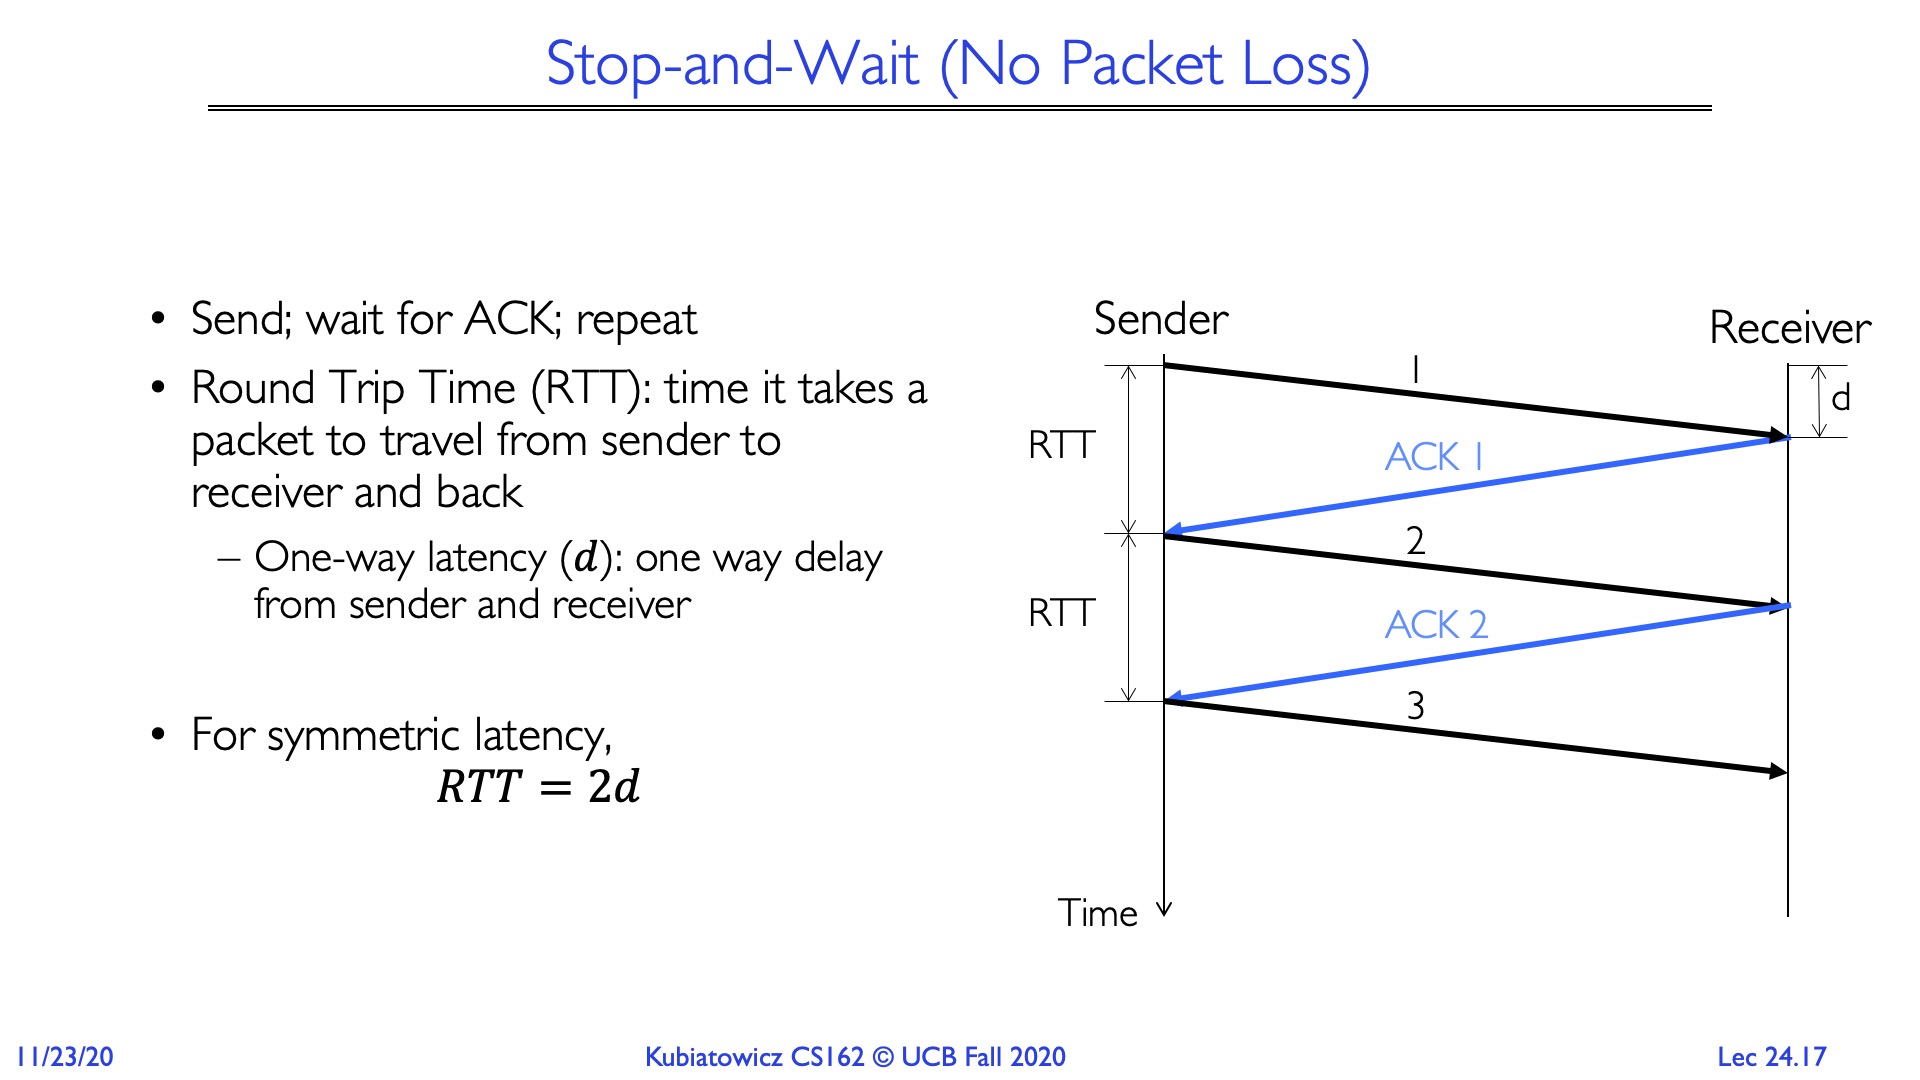 Stop-and-Wait (No Packet Loss)
• Send; wait for ACK; repeat
• Round Trip Time (RTT): time it takes a
packet to travel from sender to
receiver and back
– One-way latency (d): one way delay
from sender and receiver
• For symmetric latency,
RTT = 2d
Sender
Receiver
1
d
RTT
ACK 1
2
RTT
ACK 2
3
Time
11/23/20
Kubiatowicz CS162 © UCB Fall 2020
Lec 24.17